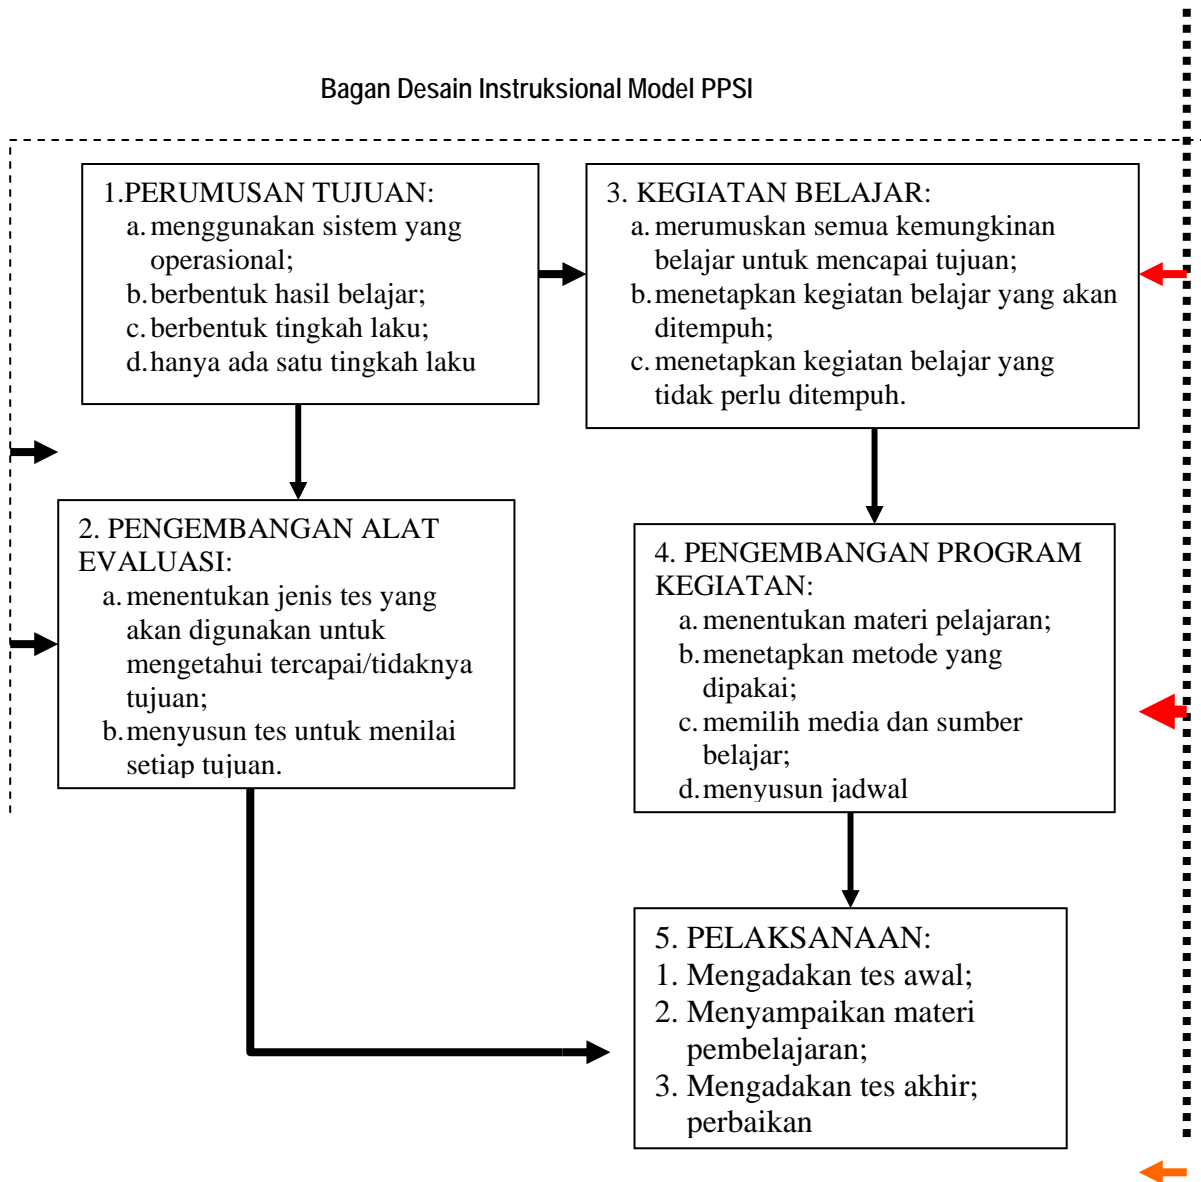 Bagan Desain Instruksional Model PPSI
1.PERUMUSAN TUJUAN:
a. menggunakan sistem yang
operasional;
b. berbentuk hasil belajar;
c. berbentuk tingkah laku;
d. hanya ada satu tingkah laku
2. PENGEMBANGAN ALAT
EVALUASI:
a. menentukan jenis tes yang
akan digunakan untuk
mengetahui tercapai/tidaknya
tujuan;
b. menyusun tes untuk menilai
setiap tujuan.
3. KEGIATAN BELAJAR:
a. merumuskan semua kemungkinan
belajar untuk mencapai tujuan;
b. menetapkan kegiatan belajar yang akan
ditempuh;
c. menetapkan kegiatan belajar yang
tidak perlu ditempuh.
4. PENGEMBANGAN PROGRAM
KEGIATAN:
a. menentukan materi pelajaran;
b. menetapkan metode yang
dipakai;
c. memilih media dan sumber
belajar;
d. menyusun jadwal
5. PELAKSANAAN:
1. Mengadakan tes awal;
2. Menyampaikan materi
pembelajaran;
3. Mengadakan tes akhir;
perbaikan